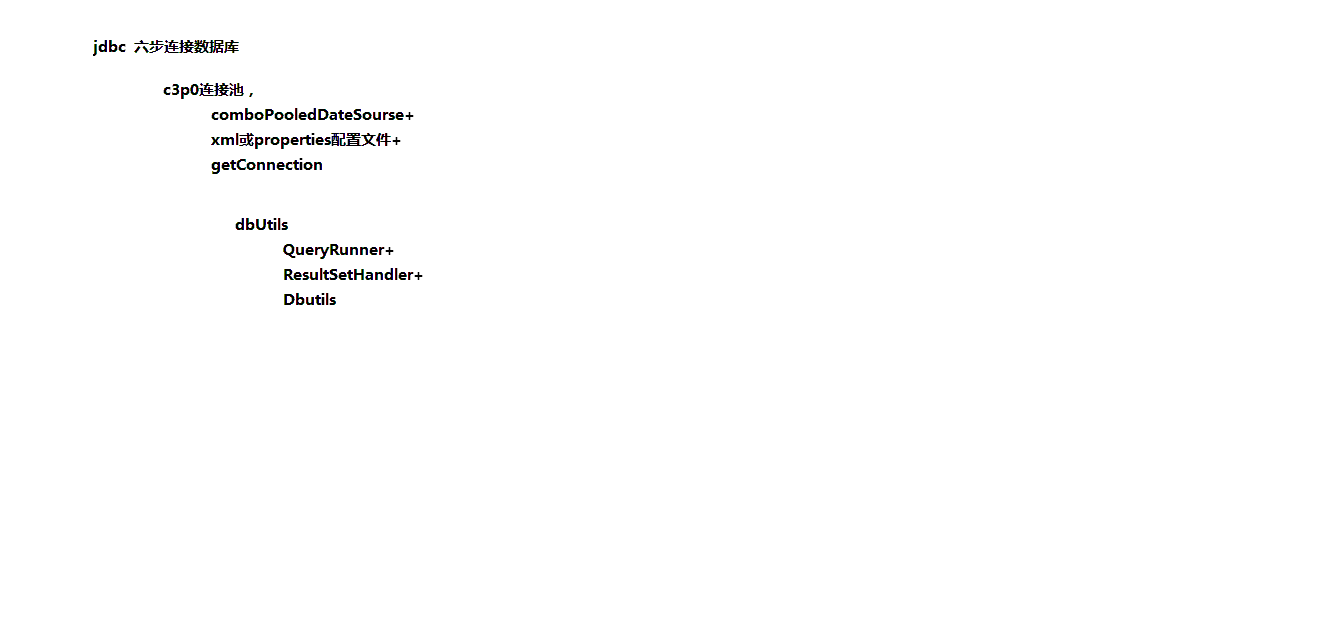 jdbc 六步连接数据库
c3p0连接池，
comboPooledDateSourse+
xml或properties配置文件+
getConnection
dbUtils
QueryRunner+
ResultSetHandler+
Dbutils